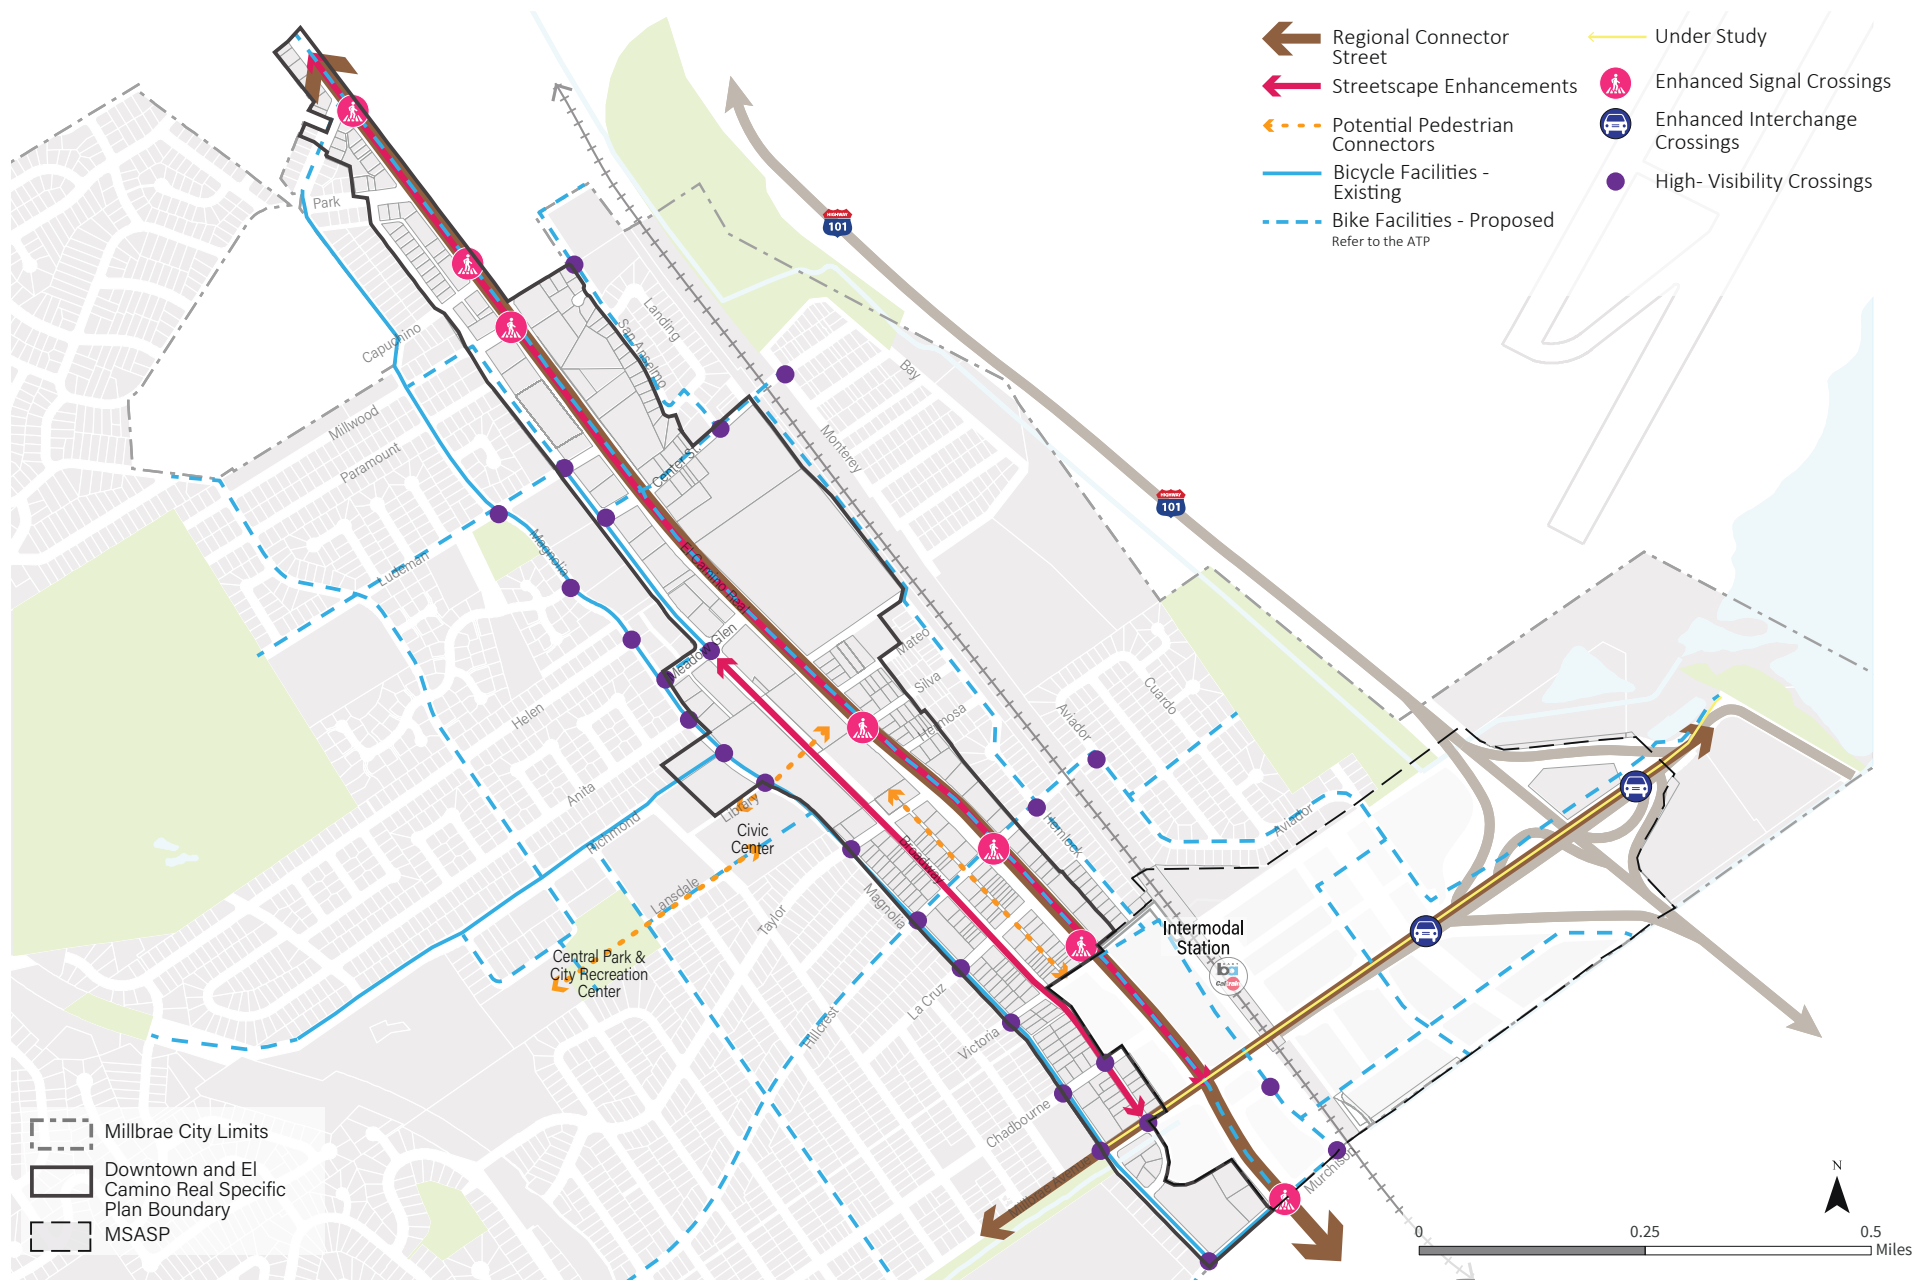 Regional Connector
Street
Streetscape Enhancements
Potential Pedestrian
Connectors
Bicycle Facilities -
Existing
Bike Facilities - Proposed
Refer to the ATP
Under Study
Enhanced Signal Crossings
Enhanced Interchange
Crossings
High- Visibility Crossings
HIGHWAY
101
HIGHWAY
101
Park
Capuchino
Millwood
Paramount
Ludeman
Magnolia
Landing
San Anselmo
Bay
Monterey
Center St.
El Camino Real
Meadow Glen
Mateo
Silva
Hermosa
Cuardo
Aviador
Aviador
Hemlock
Helen
Anita
Richmond
Library
Civic
Center
Lansdale
Broadway
Magnolia
Taylor
Central Park &
City Recreation
Center
Hillcrest
La Cruz
Victoria
Chadbourne
Intermodal
Station
Murchison
Millbrae City Limits
Downtown and El
Camino Real Specific
Plan Boundary
MSASP
N
0
0.25
0.5
Miles